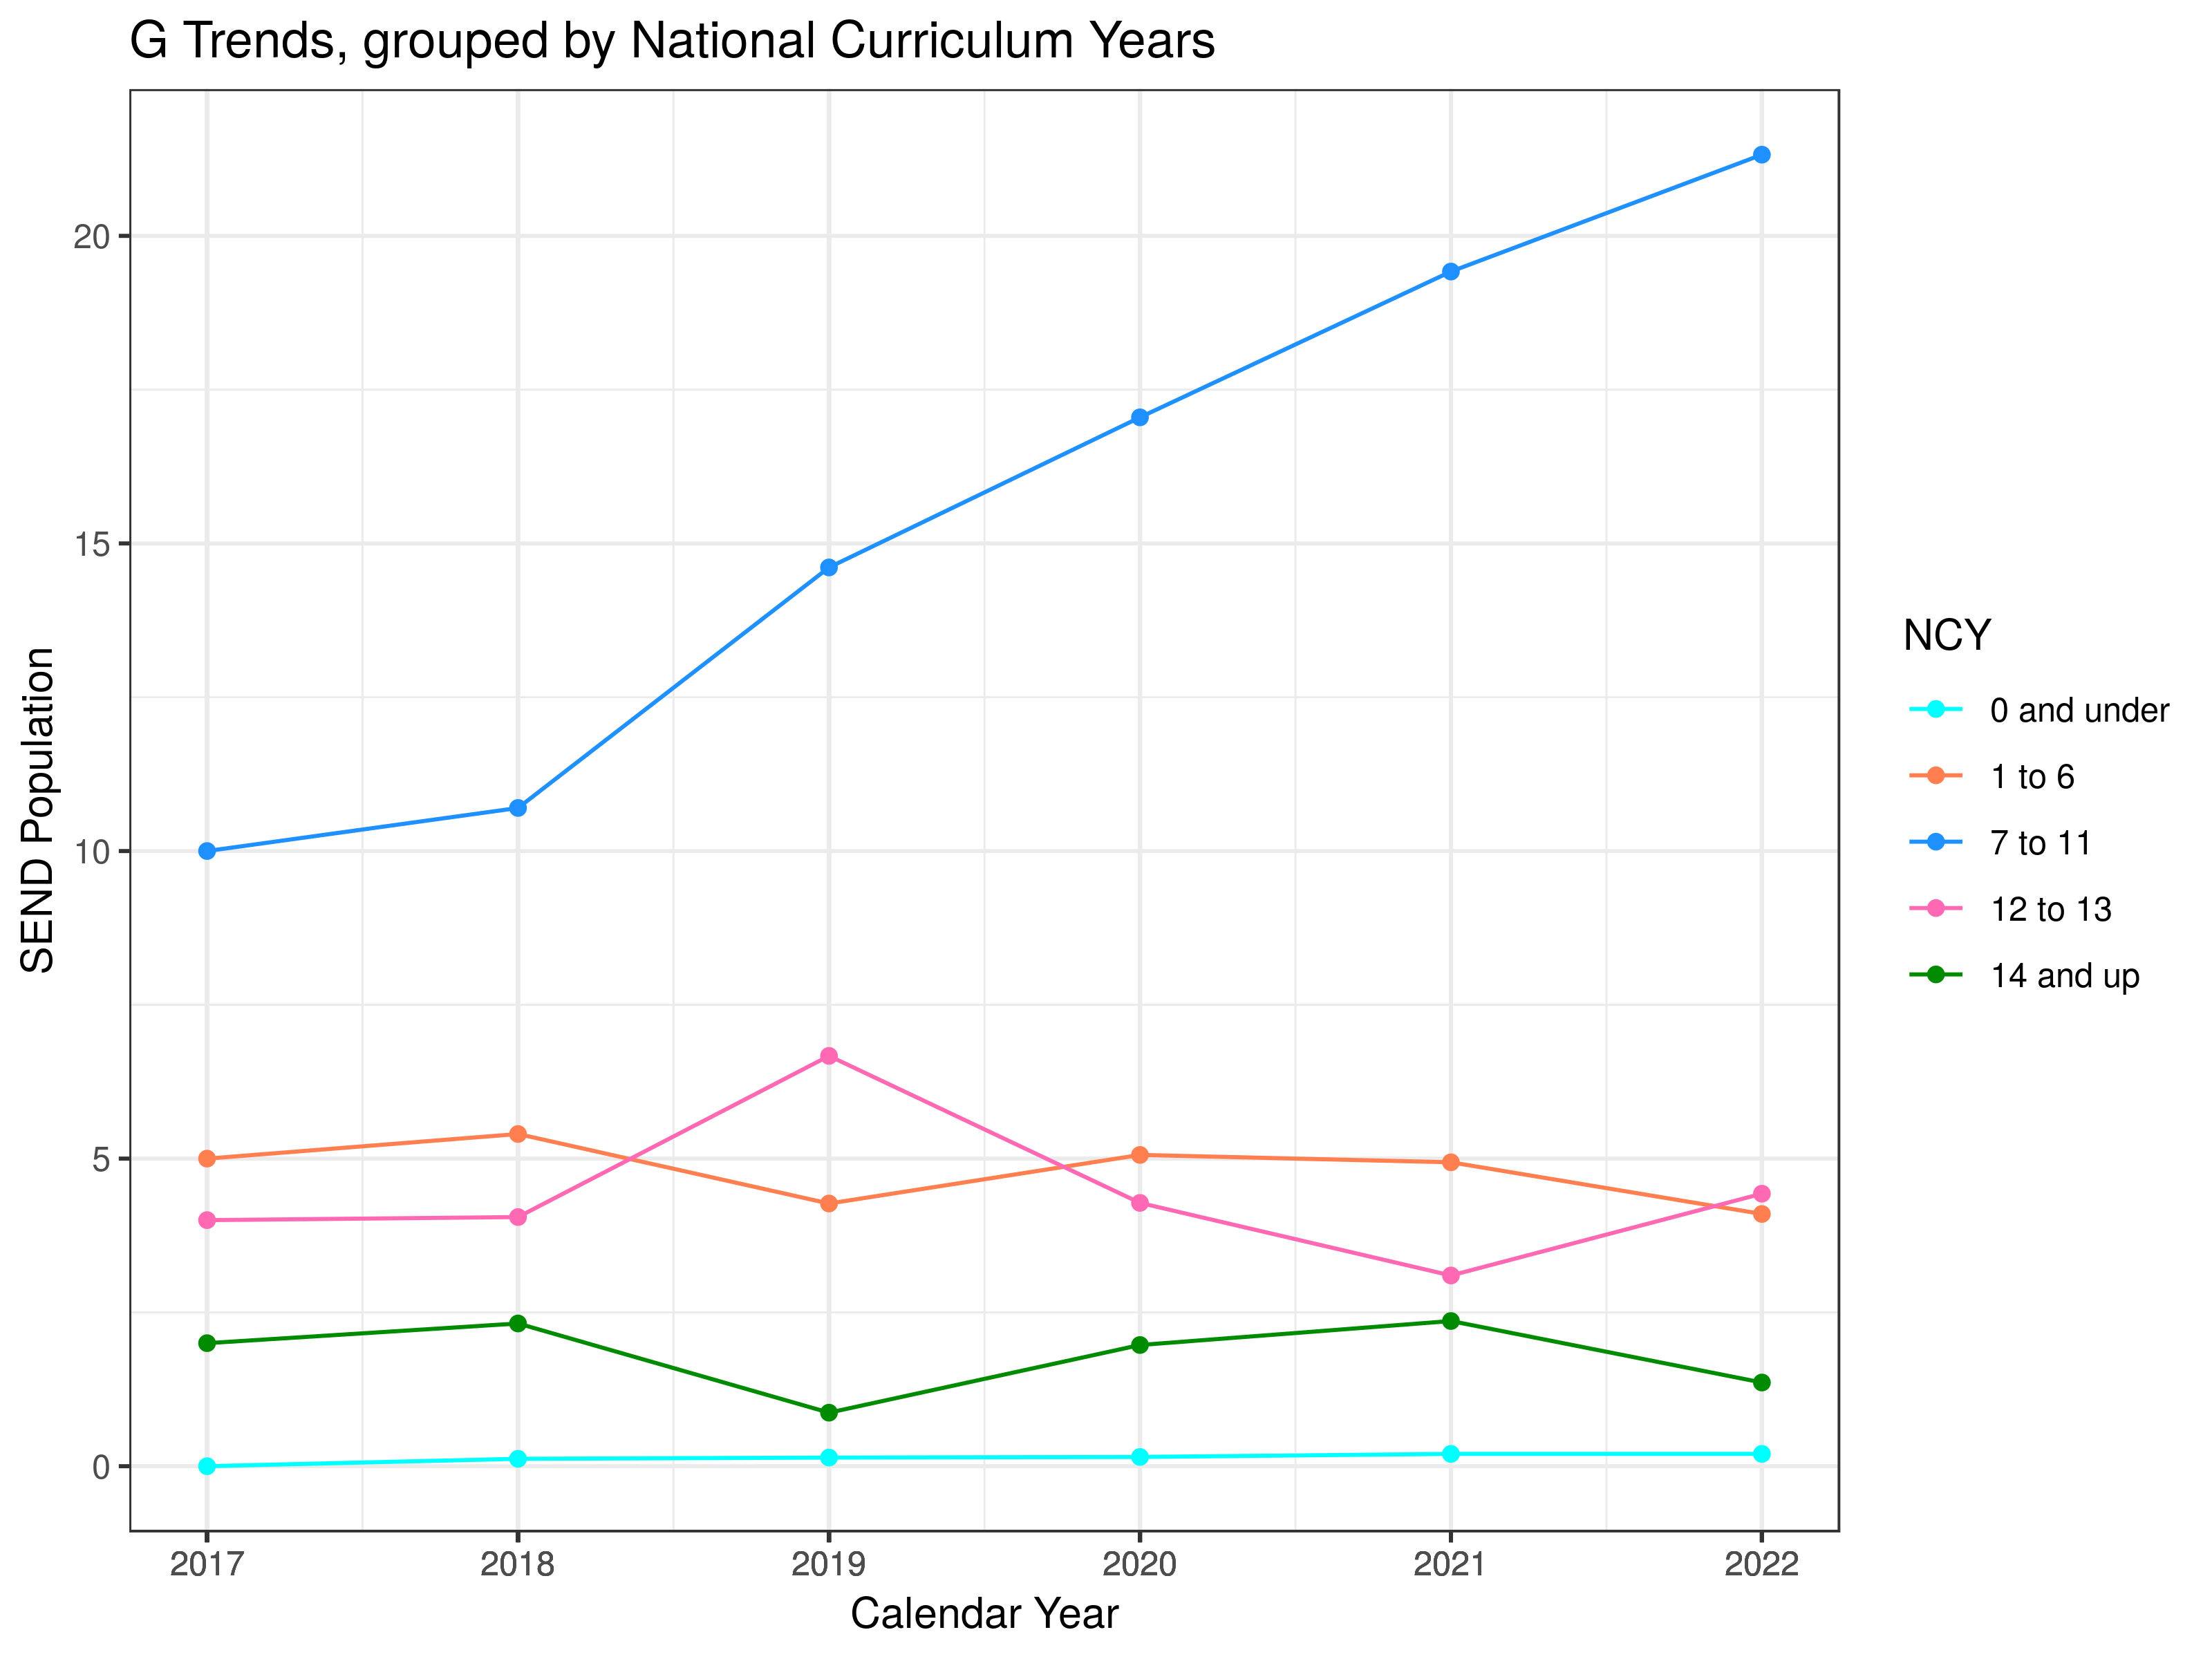 G Trends, grouped by National Curriculum Years
SEND Population
20
15
10
5
0
2017 2018 2019 2020 2021 2022
Calendar Year
NCY
0 and under
1 to 6
7 to 11
12 to 13
14 and up